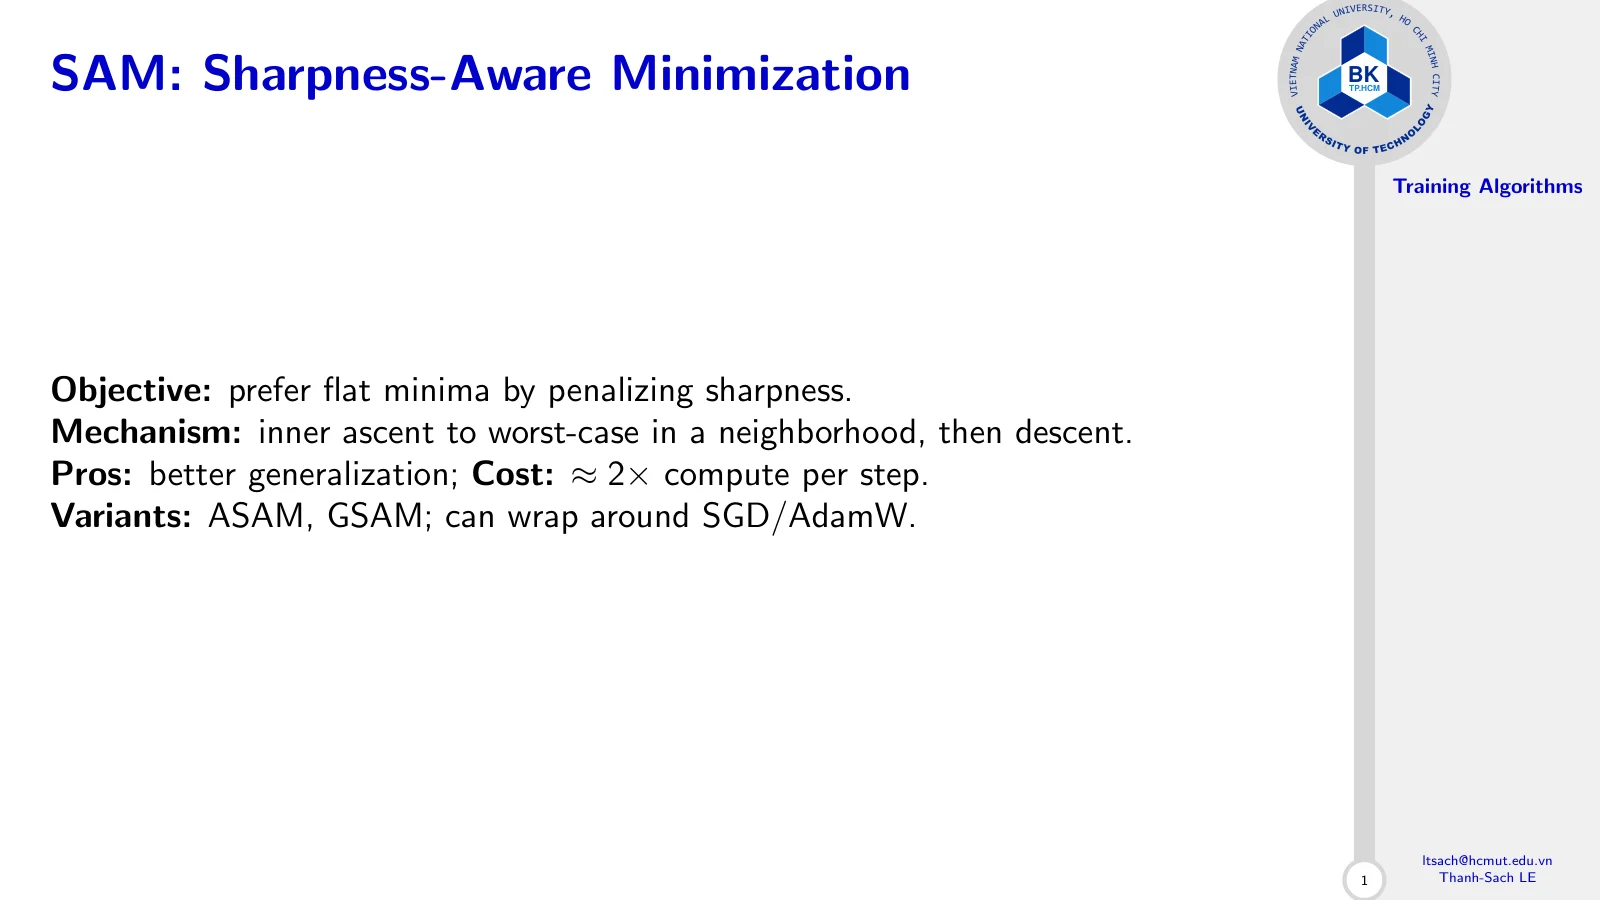 SAM: Sharpness-Aware Minimization
VIETNAM NATIONAL UNIVERSITY, HO CHI MINH CITY
BK
TP.HCM
UNIVERSITY OF TECHNOLOGY
Training Algorithms
Objective: prefer flat minima by penalizing sharpness.
Mechanism: inner ascent to worst-case in a neighborhood, then descent.
Pros: better generalization; Cost: ≈ 2× compute per step.
Variants: ASAM, GSAM; can wrap around SGD/AdamW.
ltsach@hcmut.edu.vn
Thanh-Sach LE
1